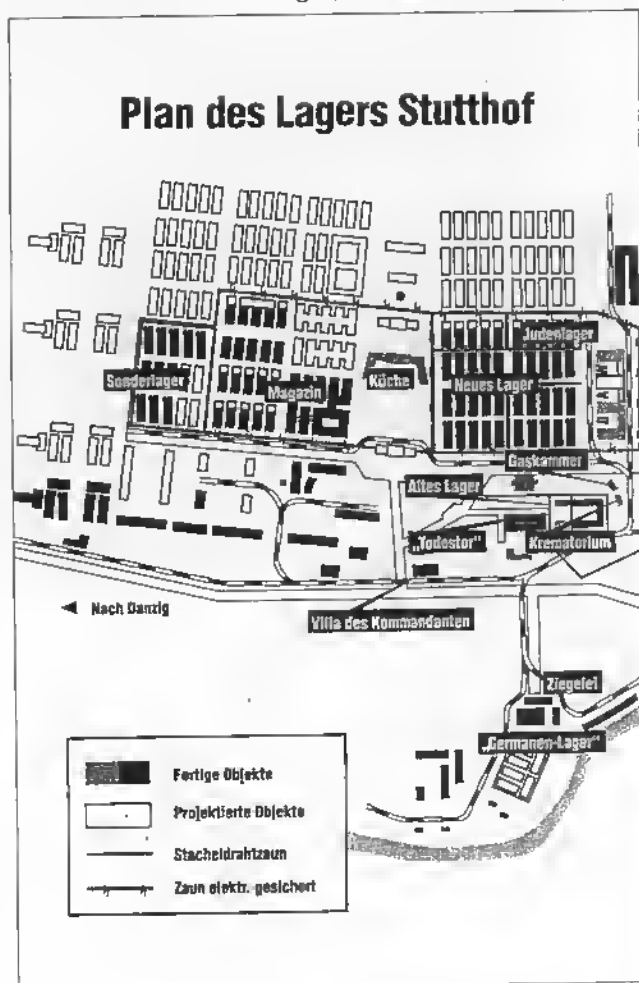 Plan des Lagers Stutthof
Judenlager
Sonderlager
Magazin
Küche
Neues Lager
Gaskammer
Altes Lager
„Todestor"
Krematorium
Nach Danzig
Villa des Kommandanten
Ziegelei
„Germanen-Lager"
Fertige Objekte
Projektierte Objekte
Stacheldrahtzaun
Zaun elektr. gesichert